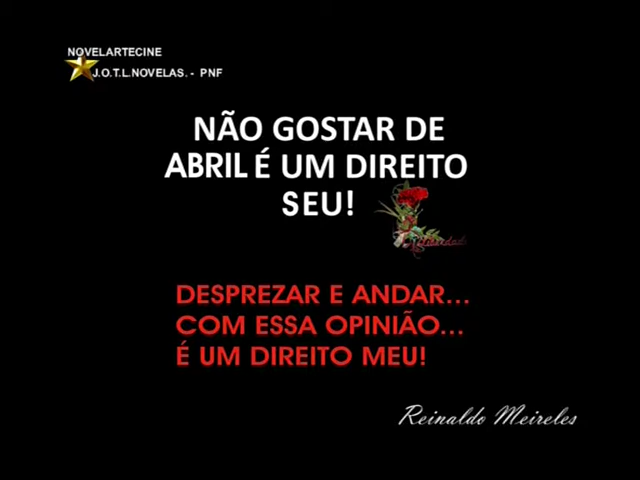 NOVELARTECINE
J.O.T.L.NOVELAS. - PNF
NÃO GOSTAR DE
ABRIL É UM DIREITO
SEU!
DESPREZAR E ANDAR...
COM ESSA OPINIÃO...
É UM DIREITO MEU!
Reinaldo Meireles